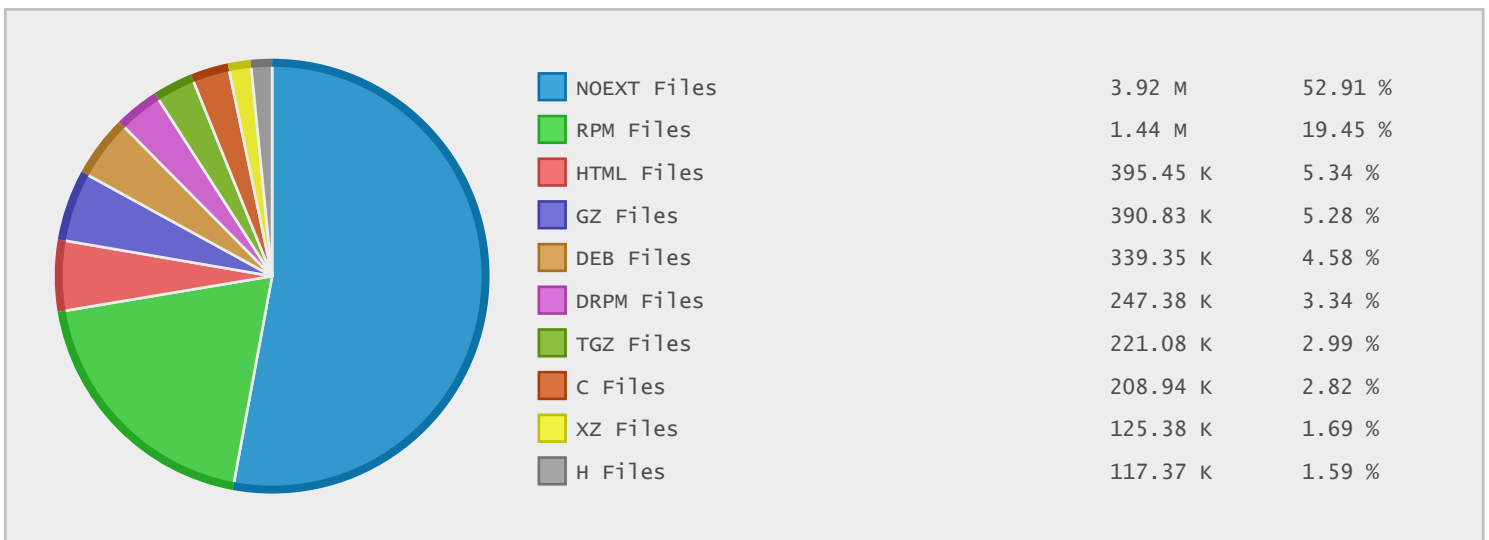 NOEXT Files 3.92 M 52.91 %
RPM Files 1.44 M 19.45 %
HTML Files 395.45 K 5.34 %
GZ Files 390.83 K 5.28 %
DEB Files 339.35 K 4.58 %
DRPM Files 247.38 K 3.34 %
TGZ Files 221.08 K 2.99 %
C Files 208.94 K 2.82 %
XZ Files 125.38 K 1.69 %
H Files 117.37 K 1.59 %